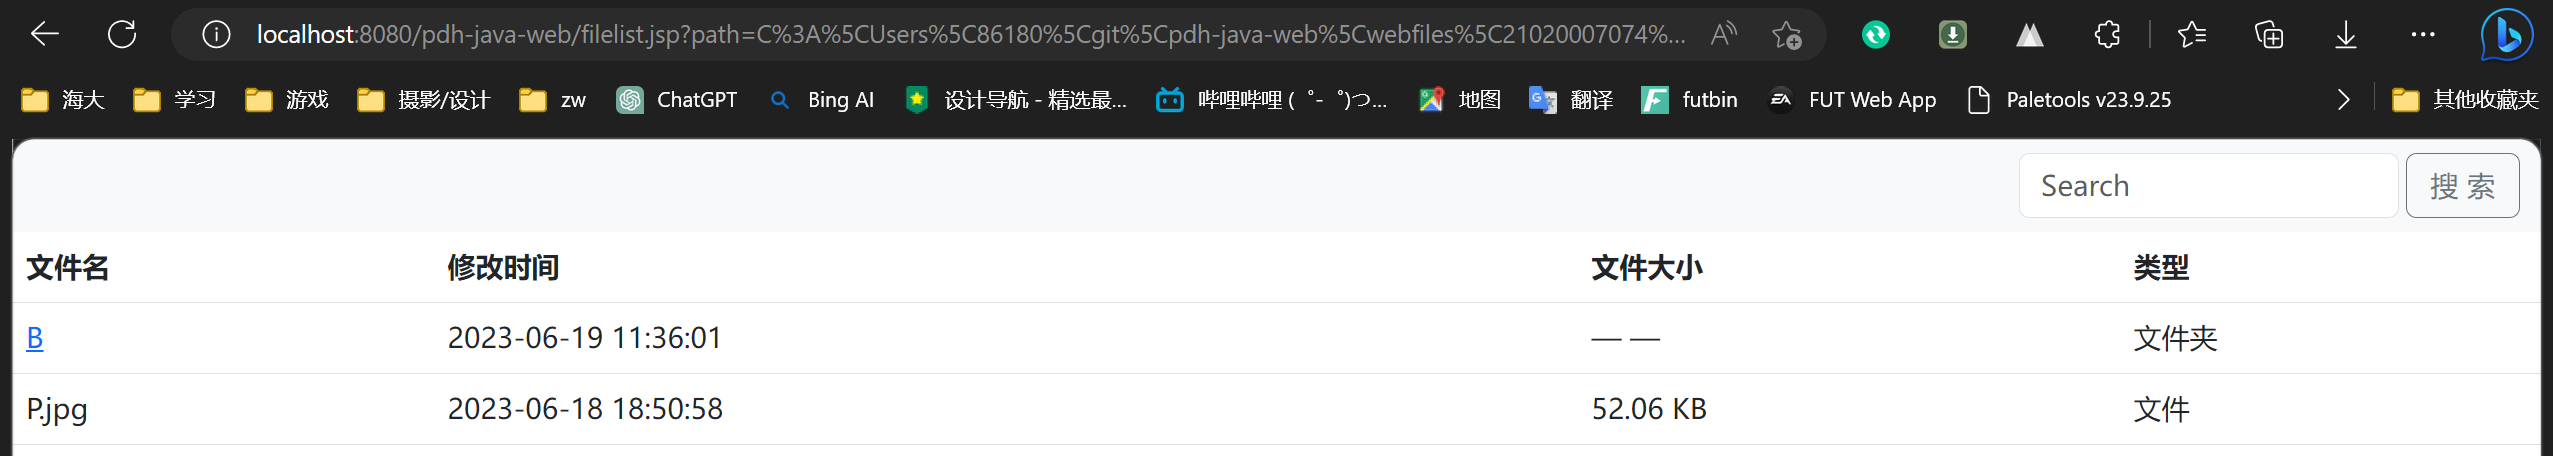 localhost:8080/pdh-java-web/filelist.jsp?path=C%3A%5CUsers%5C86180%5Cgit%5Cpdh-java-web%5Cwebfiles%5C21020007074%...
海大 学习 游戏 摄影/设计 zw ChatGPT Bing AI 设计导航 - 精选最... 哔哩哔哩 ( ゜- ゜)つ... 地图 翻译 futbin FUT Web App Paletools v23.9.25 其他收藏夹
Search 搜 索
文件名 修改时间 文件大小 类型
B 2023-06-19 11:36:01 — — 文件夹
P.jpg 2023-06-18 18:50:58 52.06 KB 文件